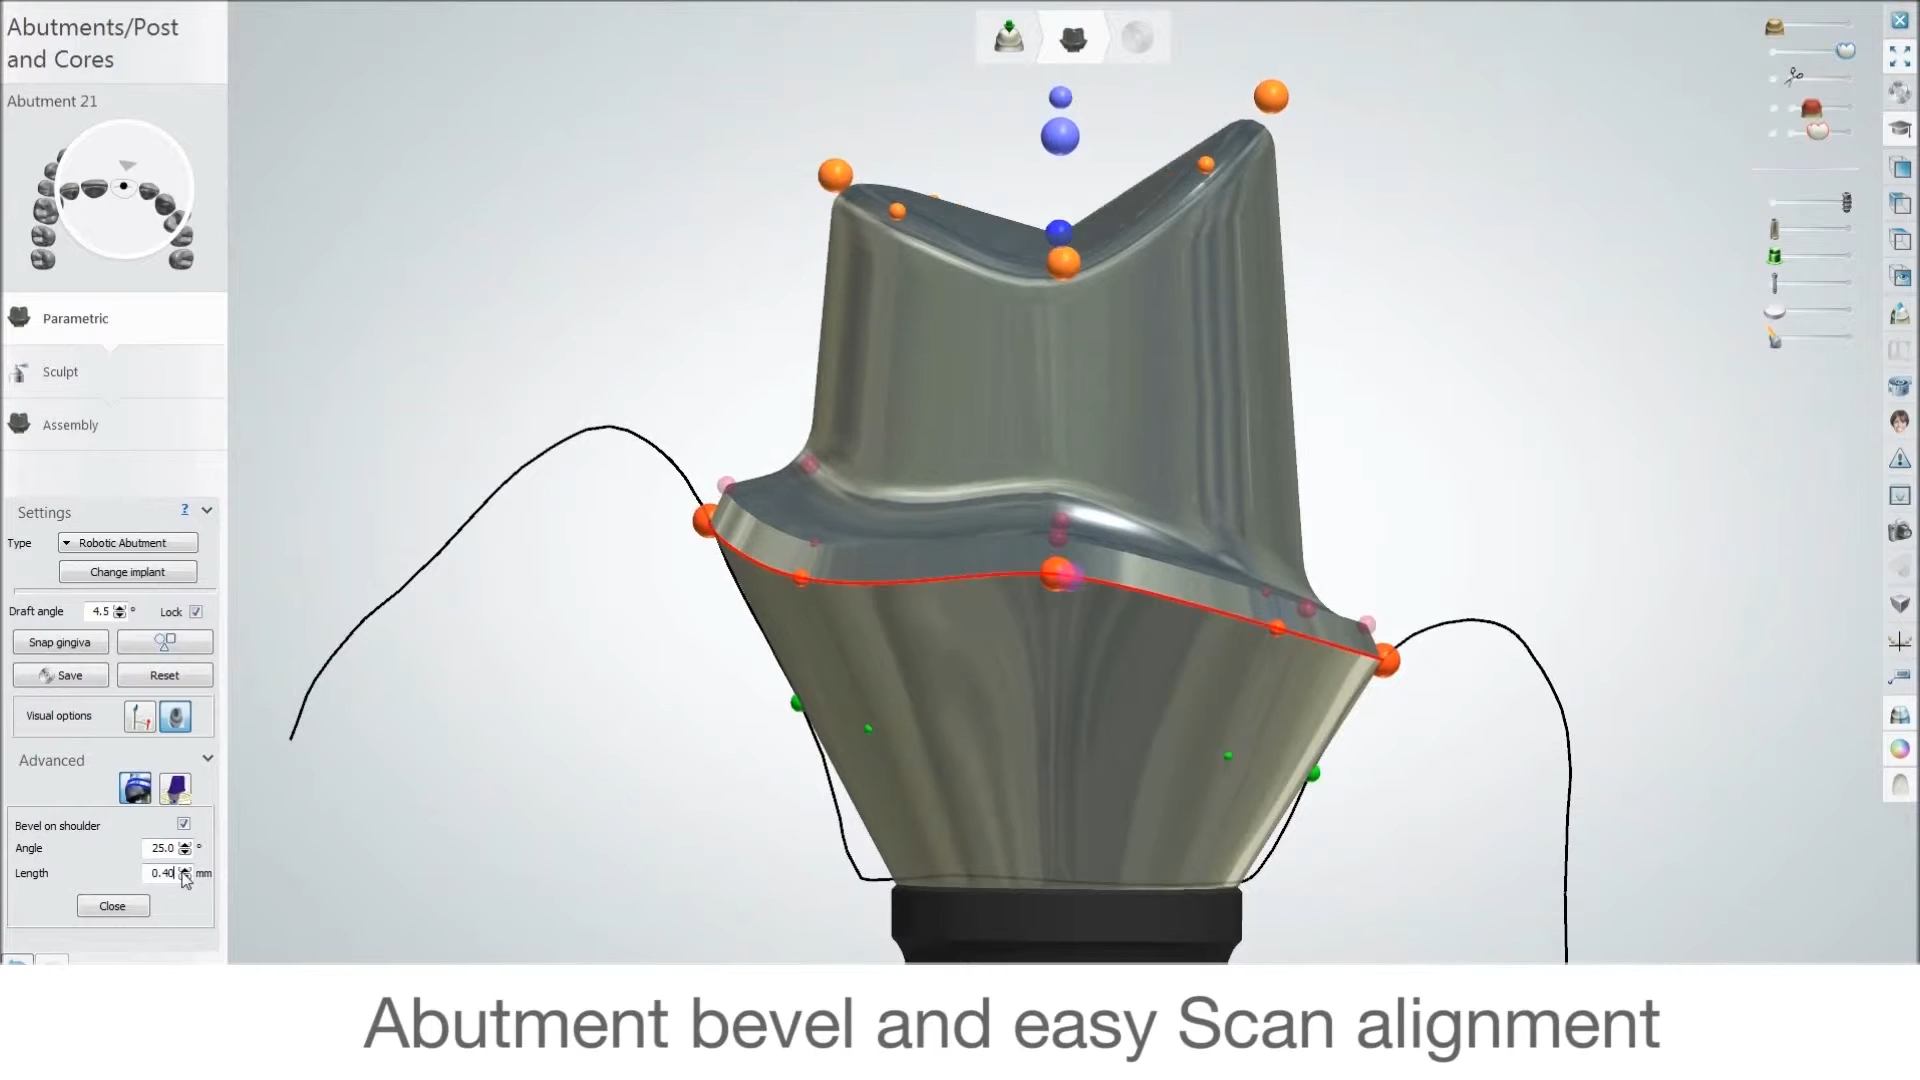 Abutments/Post
and Cores
Abutment 21
Parametric
Sculpt
Assembly
Settings ?
Type Robotic Abutment
Change implant
Draft angle 4.5 ° Lock
Snap gingiva
Save Reset
Visual options
Advanced
Bevel on shoulder
Angle 25.0 °
Length 0.40 mm
Close
Abutment bevel and easy Scan alignment